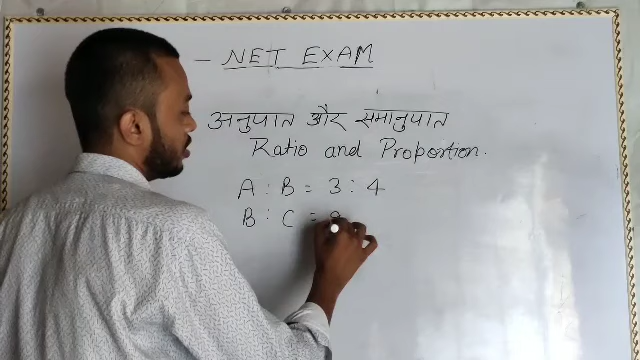 - NET EXAM
अनुपात और समानुपात
Ratio and Proportion.
A : B = 3 : 4
B : C =